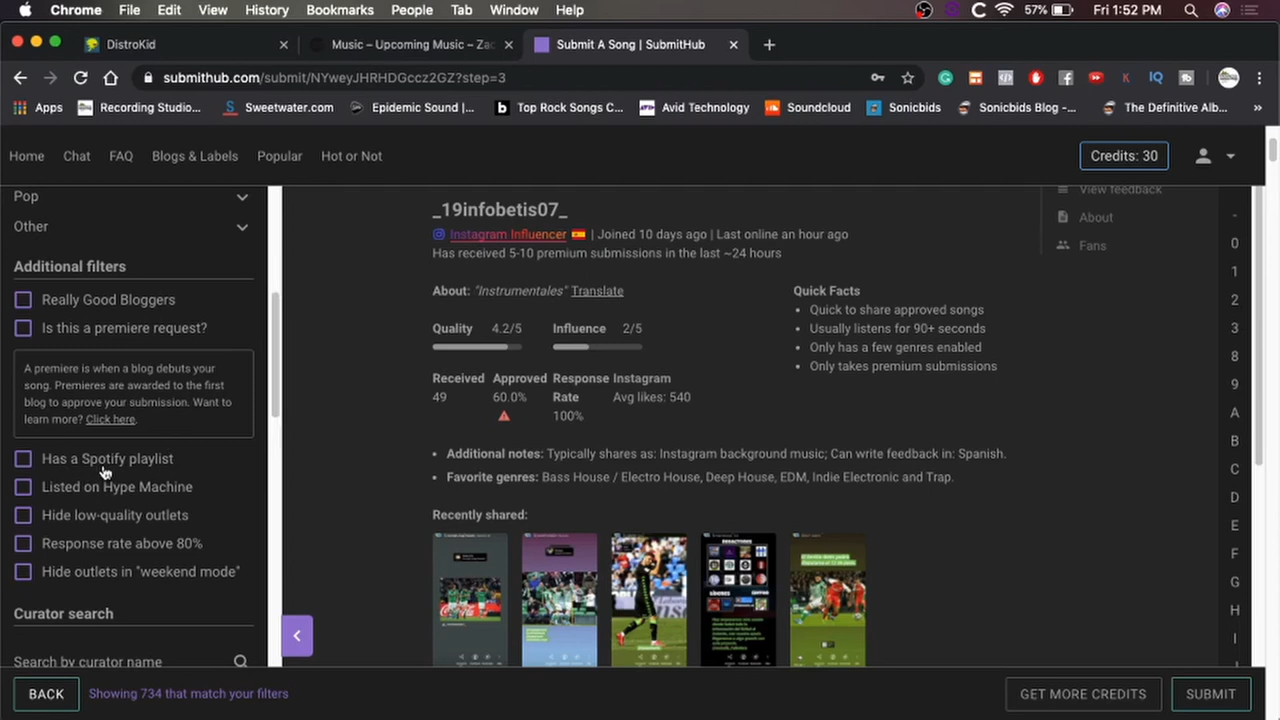 Chrome File Edit View History Bookmarks People Tab Window Help 57% Fri 1:52 PM
DistroKid Music – Upcoming Music – Zac Submit A Song | SubmitHub
submithub.com/submit/NYweyJHRHDGccz2GZ?step=3
Apps Recording Studio... Sweetwater.com Epidemic Sound |... Top Rock Songs C... Avid Technology Soundcloud Sonicbids Sonicbids Blog -... The Definitive Alb... »
Home Chat FAQ Blogs & Labels Popular Hot or Not Credits: 30
Pop
Other
Additional filters
Really Good Bloggers
Is this a premiere request?
A premiere is when a blog debuts your
song. Premieres are awarded to the first
blog to approve your submission. Want to
learn more? Click here.
Has a Spotify playlist
Listed on Hype Machine
Hide low-quality outlets
Response rate above 80%
Hide outlets in "weekend mode"
Curator search
Search by curator name
_19infobetis07_
Instagram Influencer | Joined 10 days ago | Last online an hour ago
Has received 5-10 premium submissions in the last ~24 hours
About: "Instrumentales" Translate
Quality 4.2/5 Influence 2/5
Received Approved Response Instagram
49 60.0% Rate Avg likes: 540
100%
Quick Facts
• Quick to share approved songs
• Usually listens for 90+ seconds
• Only has a few genres enabled
• Only takes premium submissions
• Additional notes: Typically shares as: Instagram background music; Can write feedback in: Spanish.
• Favorite genres: Bass House / Electro House, Deep House, EDM, Indie Electronic and Trap.
Recently shared:
View feedback
About
Fans
-
0
1
2
3
8
9
A
B
C
D
E
F
G
H
I
BACK Showing 734 that match your filters GET MORE CREDITS SUBMIT